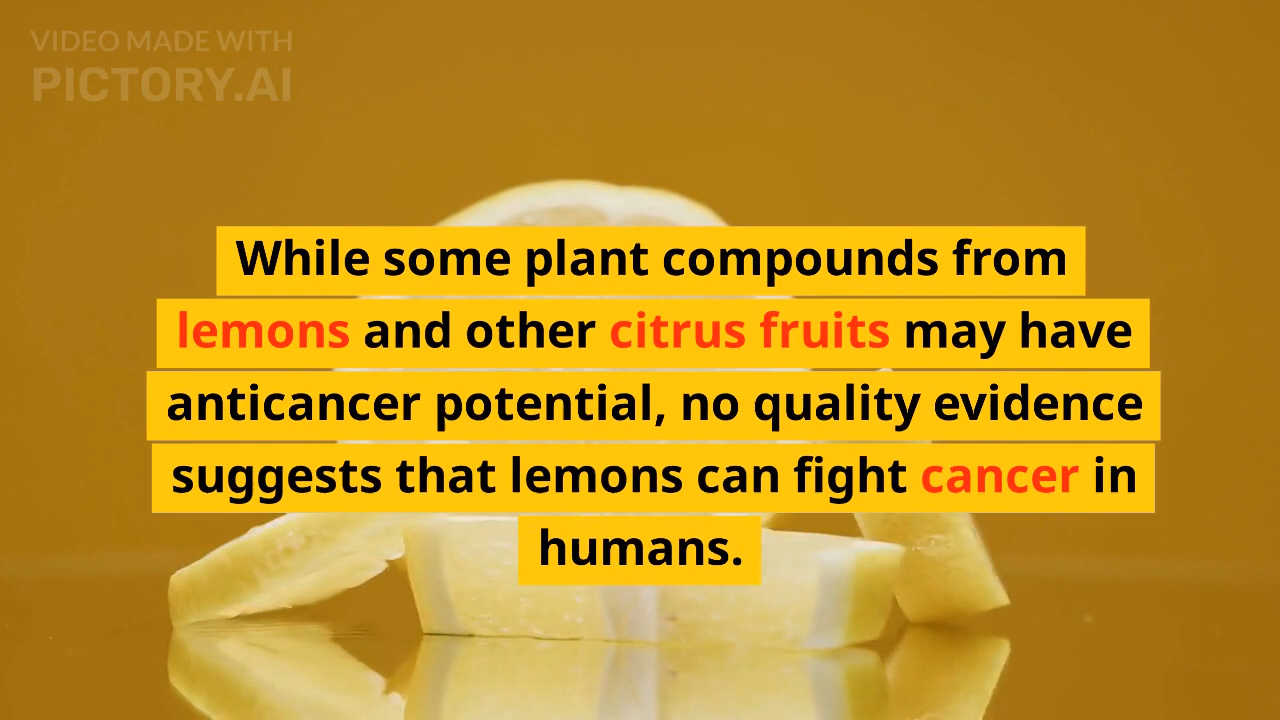 VIDEO MADE WITH
PICTORY.AI
While some plant compounds from
lemons and other citrus fruits may have
anticancer potential, no quality evidence
suggests that lemons can fight cancer in
humans.